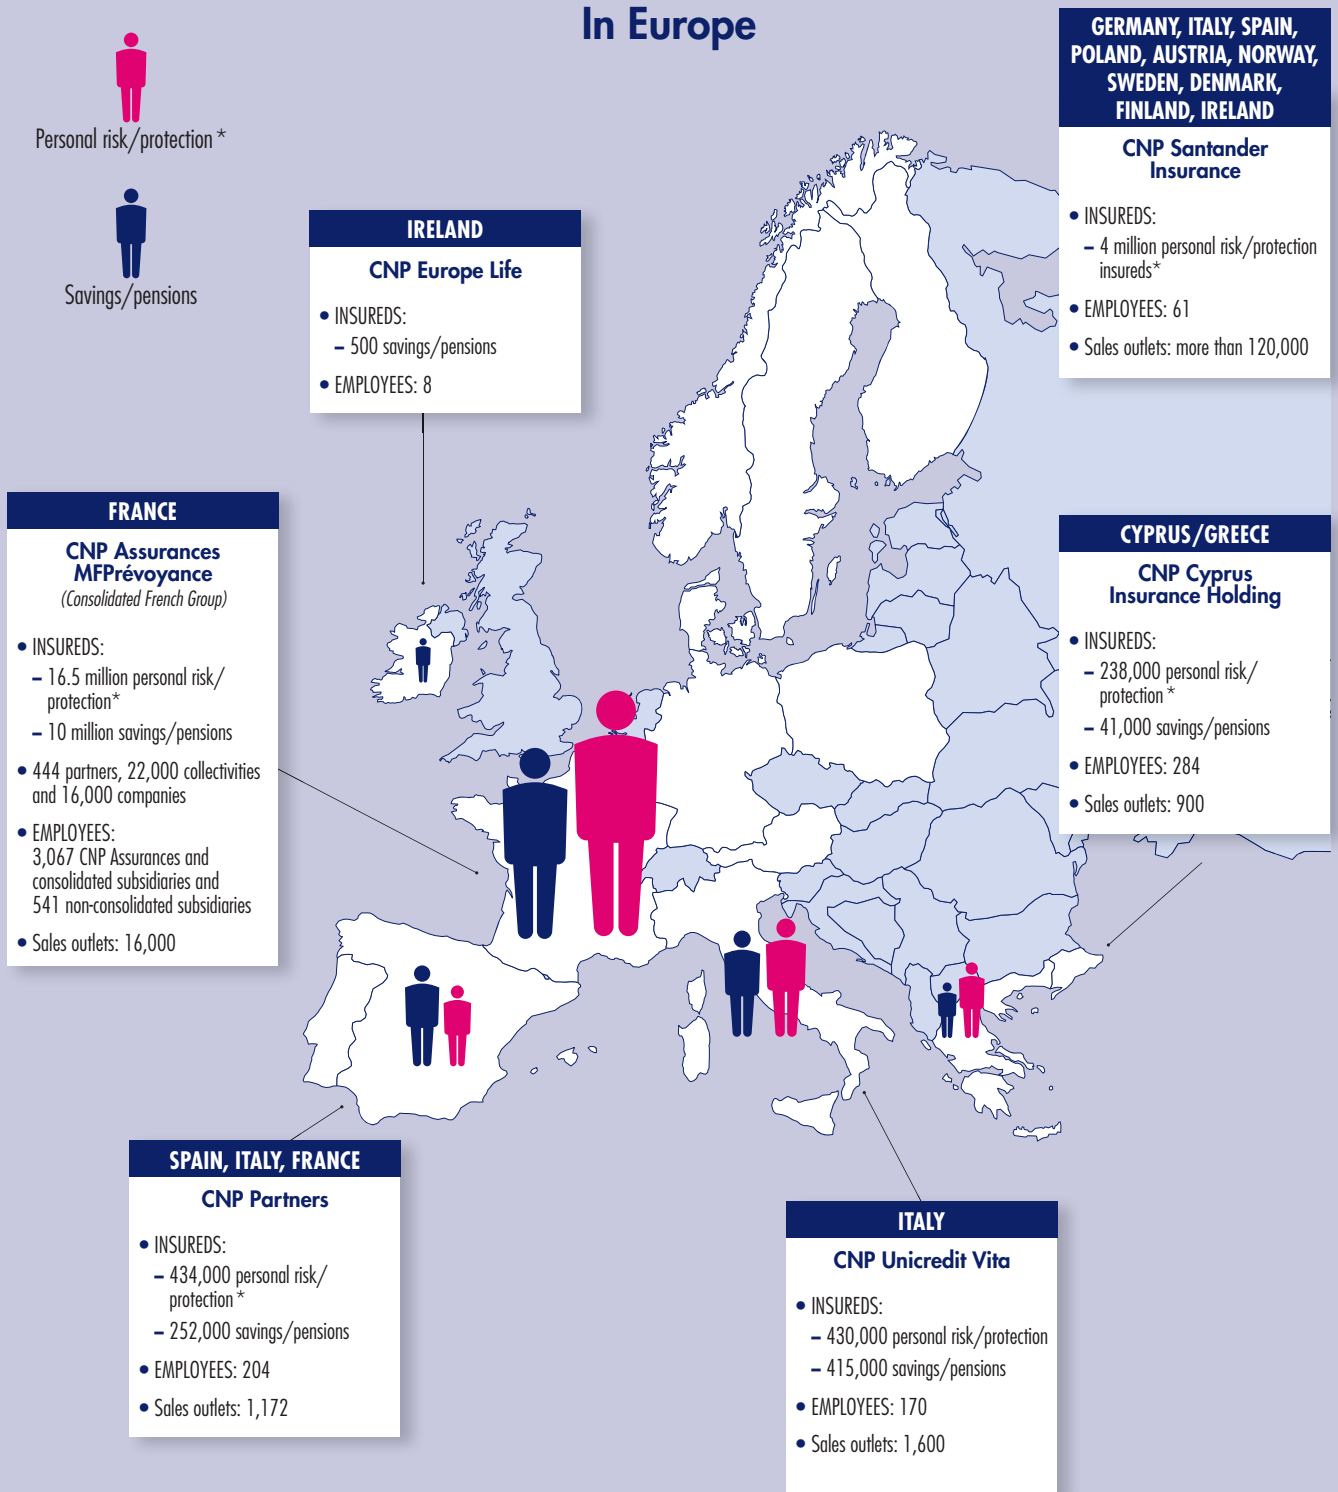 In Europe
Personal risk/protection *
Savings/pensions
GERMANY, ITALY, SPAIN,
POLAND, AUSTRIA, NORWAY,
SWEDEN, DENMARK,
FINLAND, IRELAND
CNP Santander
Insurance
• INSUREDS:
– 4 million personal risk/protection
insureds*
• EMPLOYEES: 61
• Sales outlets: more than 120,000
IRELAND
CNP Europe Life
• INSUREDS:
– 500 savings/pensions
• EMPLOYEES: 8
FRANCE
CNP Assurances
MFPrévoyance
(Consolidated French Group)
• INSUREDS:
– 16.5 million personal risk/
protection*
– 10 million savings/pensions
• 444 partners, 22,000 collectivities
and 16,000 companies
• EMPLOYEES:
3,067 CNP Assurances and
consolidated subsidiaries and
541 non-consolidated subsidiaries
• Sales outlets: 16,000
CYPRUS/GREECE
CNP Cyprus
Insurance Holding
• INSUREDS:
– 238,000 personal risk/
protection *
– 41,000 savings/pensions
• EMPLOYEES: 284
• Sales outlets: 900
SPAIN, ITALY, FRANCE
CNP Partners
• INSUREDS:
– 434,000 personal risk/
protection *
– 252,000 savings/pensions
• EMPLOYEES: 204
• Sales outlets: 1,172
ITALY
CNP Unicredit Vita
• INSUREDS:
– 430,000 personal risk/protection
– 415,000 savings/pensions
• EMPLOYEES: 170
• Sales outlets: 1,600